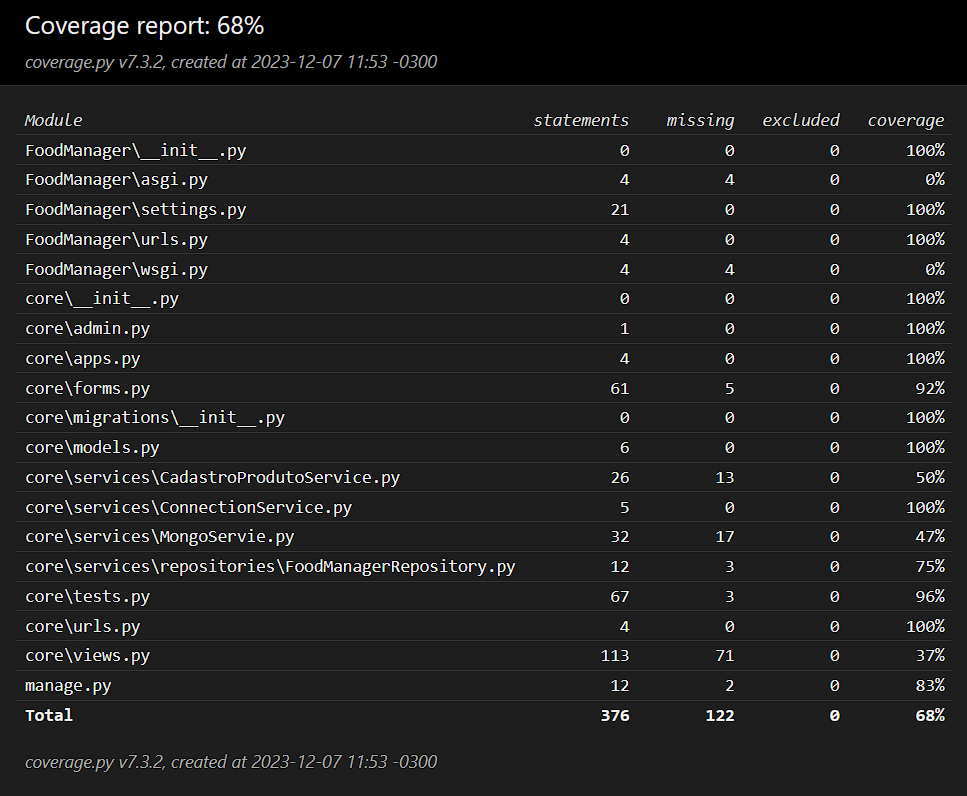 Coverage report: 68%
coverage.py v7.3.2, created at 2023-12-07 11:53 -0300
Module statements missing excluded coverage
FoodManager\__init__.py 0 0 0 100%
FoodManager\asgi.py 4 4 0 0%
FoodManager\settings.py 21 0 0 100%
FoodManager\urls.py 4 0 0 100%
FoodManager\wsgi.py 4 4 0 0%
core\__init__.py 0 0 0 100%
core\admin.py 1 0 0 100%
core\apps.py 4 0 0 100%
core\forms.py 61 5 0 92%
core\migrations\__init__.py 0 0 0 100%
core\models.py 6 0 0 100%
core\services\CadastroProdutoService.py 26 13 0 50%
core\services\ConnectionService.py 5 0 0 100%
core\services\MongoServie.py 32 17 0 47%
core\services\repositories\FoodManagerRepository.py 12 3 0 75%
core\tests.py 67 3 0 96%
core\urls.py 4 0 0 100%
core\views.py 113 71 0 37%
manage.py 12 2 0 83%
Total 376 122 0 68%
coverage.py v7.3.2, created at 2023-12-07 11:53 -0300